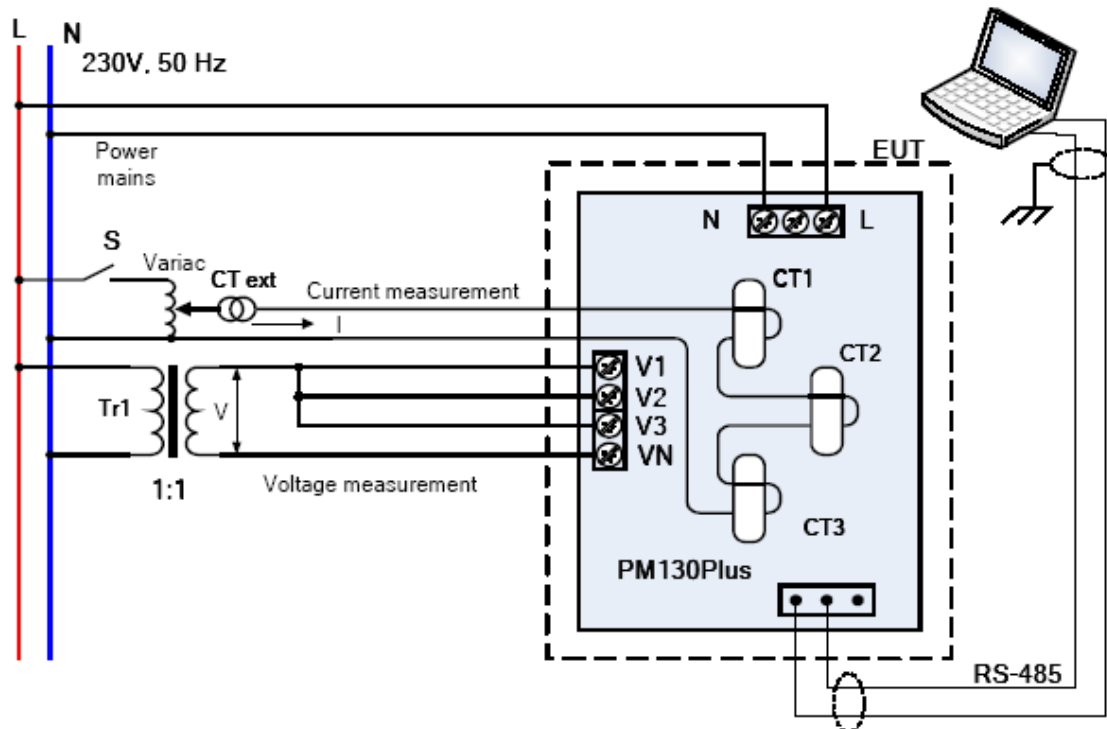 L
N
230V, 50 Hz
Power
mains
EUT
N
L
S
Variac
CT ext
Current measurement
I
CT1
CT2
V1
V2
V3
VN
Tr1
V
1:1
Voltage measurement
CT3
PM130Plus
RS-485